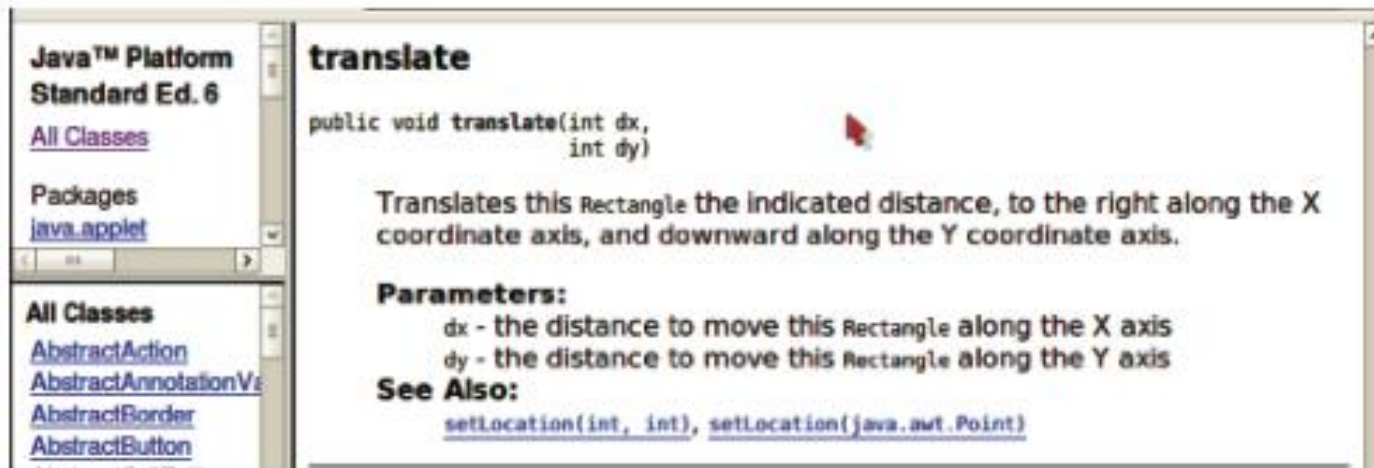 Java™ Platform
Standard Ed. 6
All Classes
Packages
java.applet
All Classes
AbstractAction
AbstractAnnotationVa
AbstractBorder
AbstractButton
translate
public void translate(int dx,
int dy)
Translates this Rectangle the indicated distance, to the right along the X
coordinate axis, and downward along the Y coordinate axis.
Parameters:
dx - the distance to move this Rectangle along the X axis
dy - the distance to move this Rectangle along the Y axis
See Also:
setLocation(int, int), setLocation(java.awt.Point)